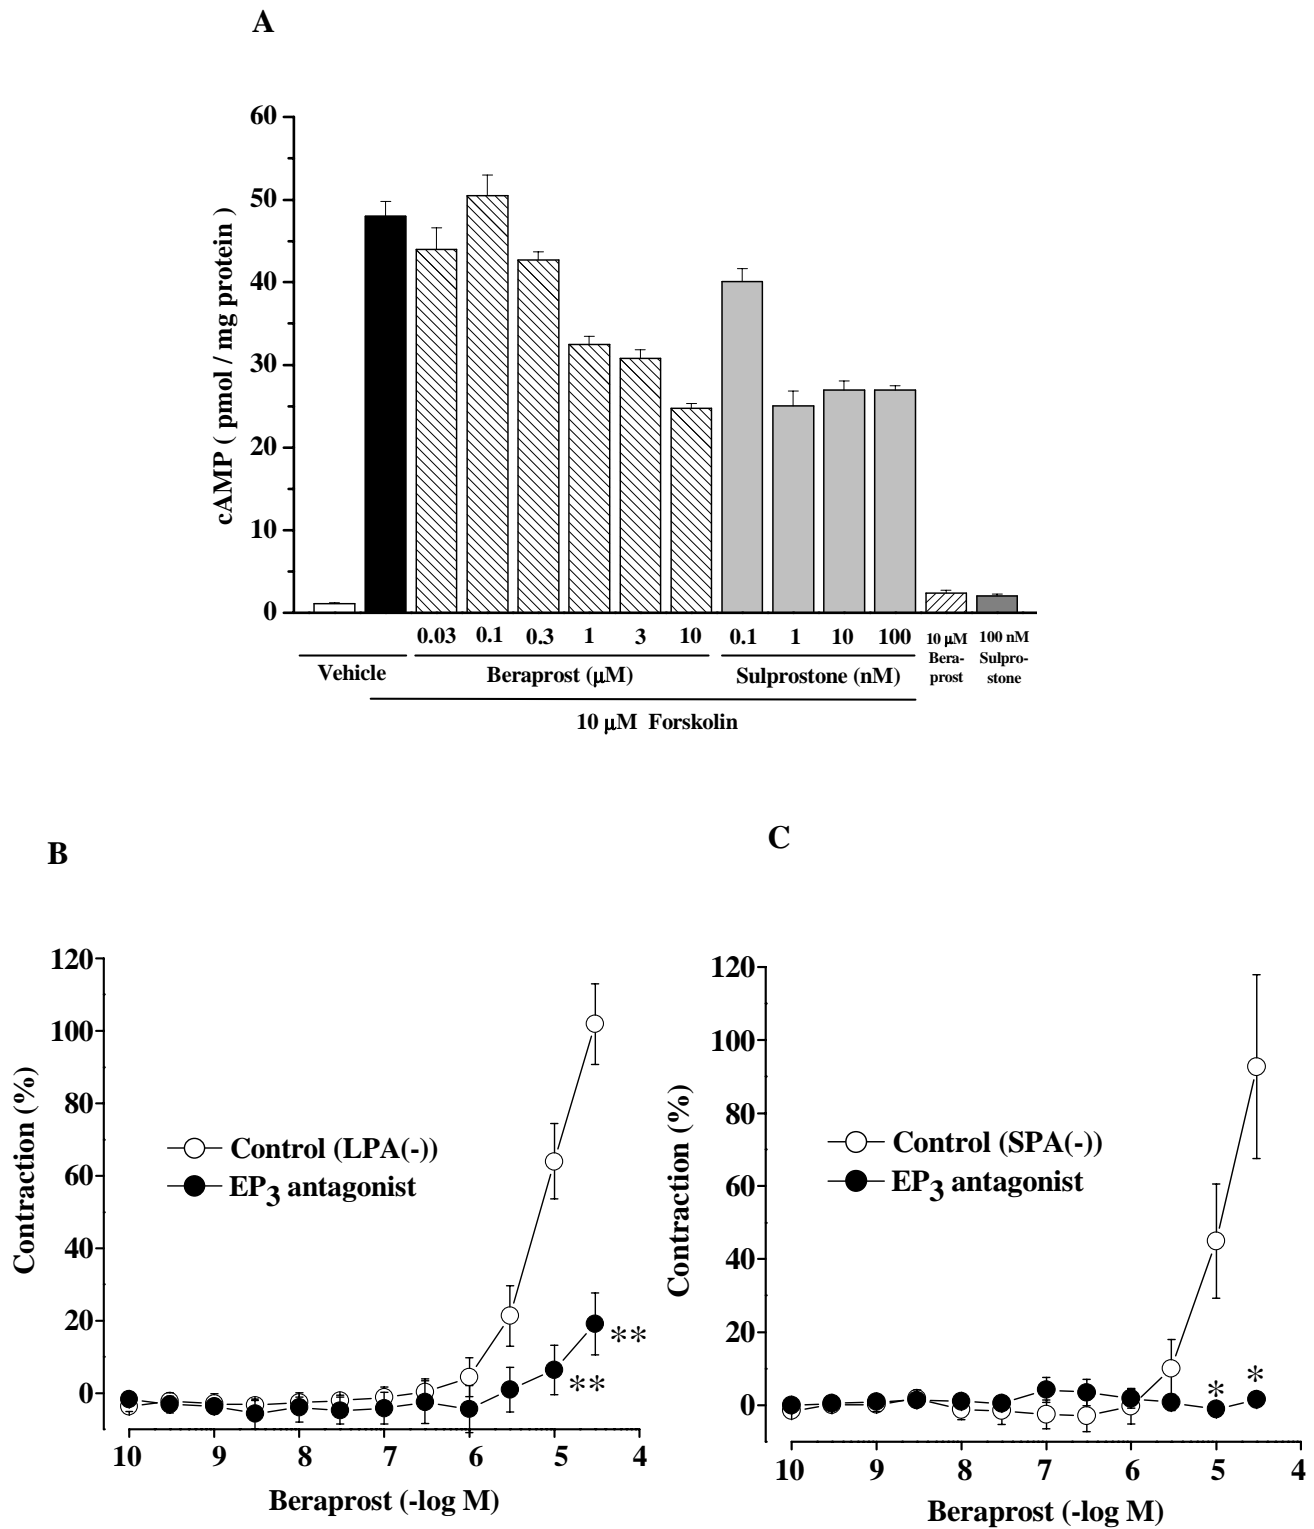 A
60
50
40
30
20
10
0
cAMP ( pmol / mg protein )
0.03 0.1 0.3 1 3 10 0.1 1 10 100 10 μM 100 nM
Bera- Sulpro-
prost stone
Vehicle Beraprost (μM) Sulprostone (nM)
10 μM Forskolin
B
120
100
80
60
40
20
0
Contraction (%)
Control (LPA(-))
EP3 antagonist
**
**
10 9 8 7 6 5 4
Beraprost (-log M)
C
120
100
80
60
40
20
0
Contraction (%)
Control (SPA(-))
EP3 antagonist
*
*
10 9 8 7 6 5 4
Beraprost (-log M)